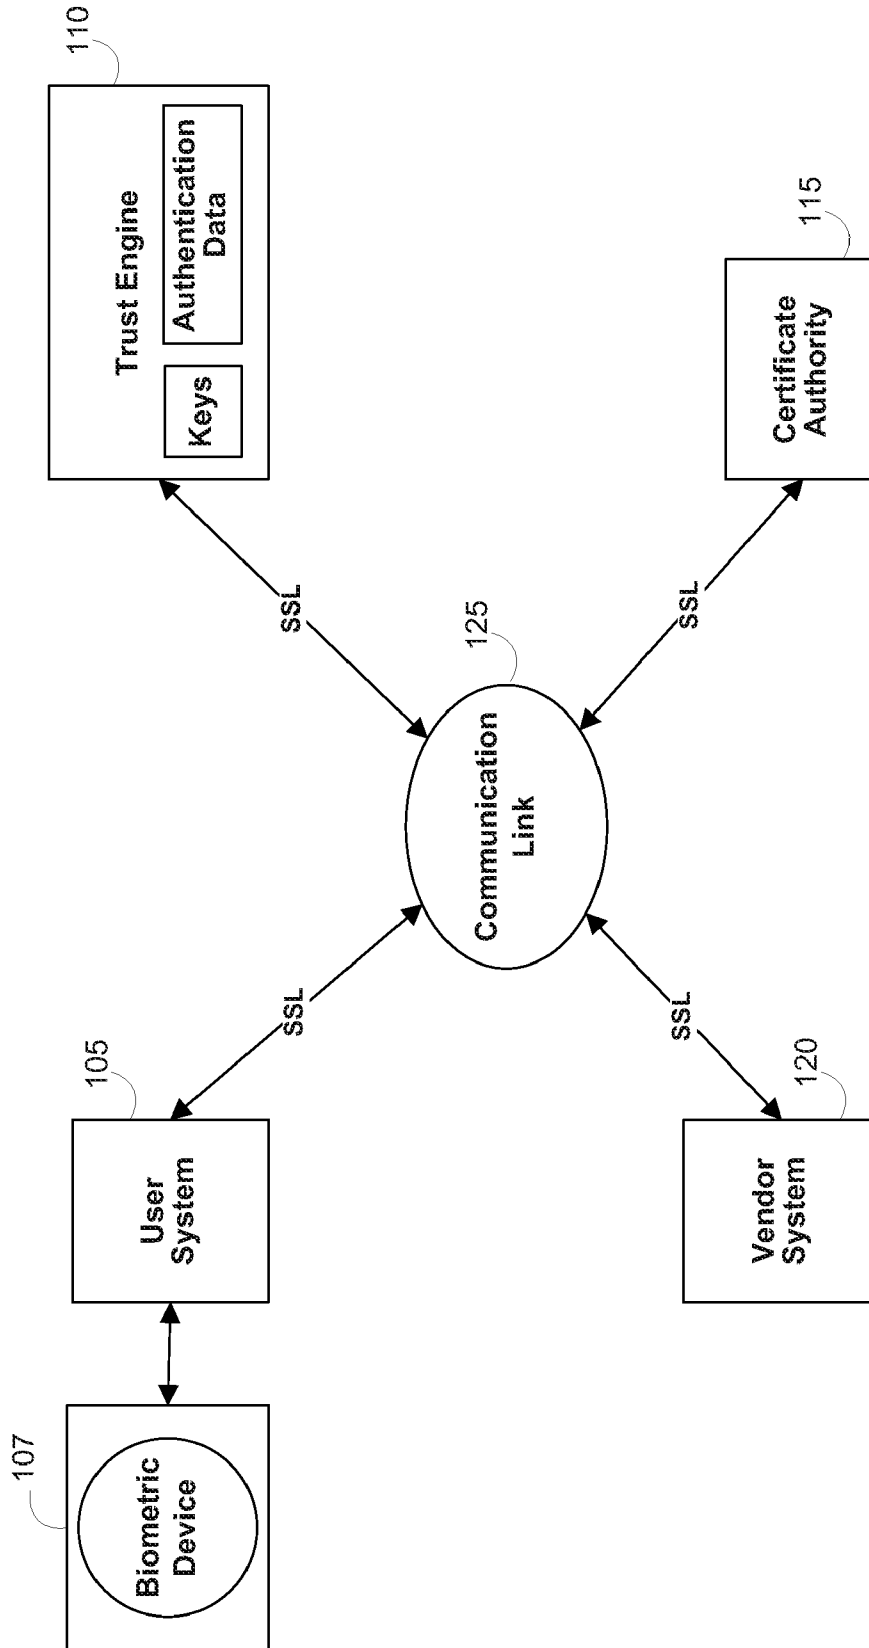 107
Biometric
Device
105
User
System
SSL
110
Trust Engine
Keys
Authentication
Data
SSL
125
Communication
Link
SSL
120
Vendor
System
SSL
115
Certificate
Authority